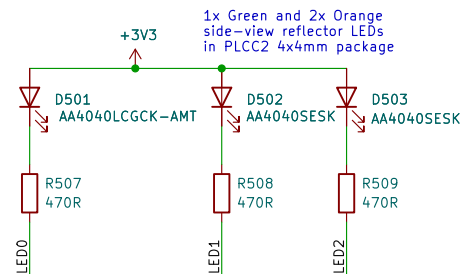 1x Green and 2x Orange
side-view reflector LEDs
in PLCC2 4x4mm package
+3V3
D501
AA4040LCGCK-AMT
D502
AA4040SESK
D503
AA4040SESK
R507
470R
R508
470R
R509
470R
LED0
LED1
LED2